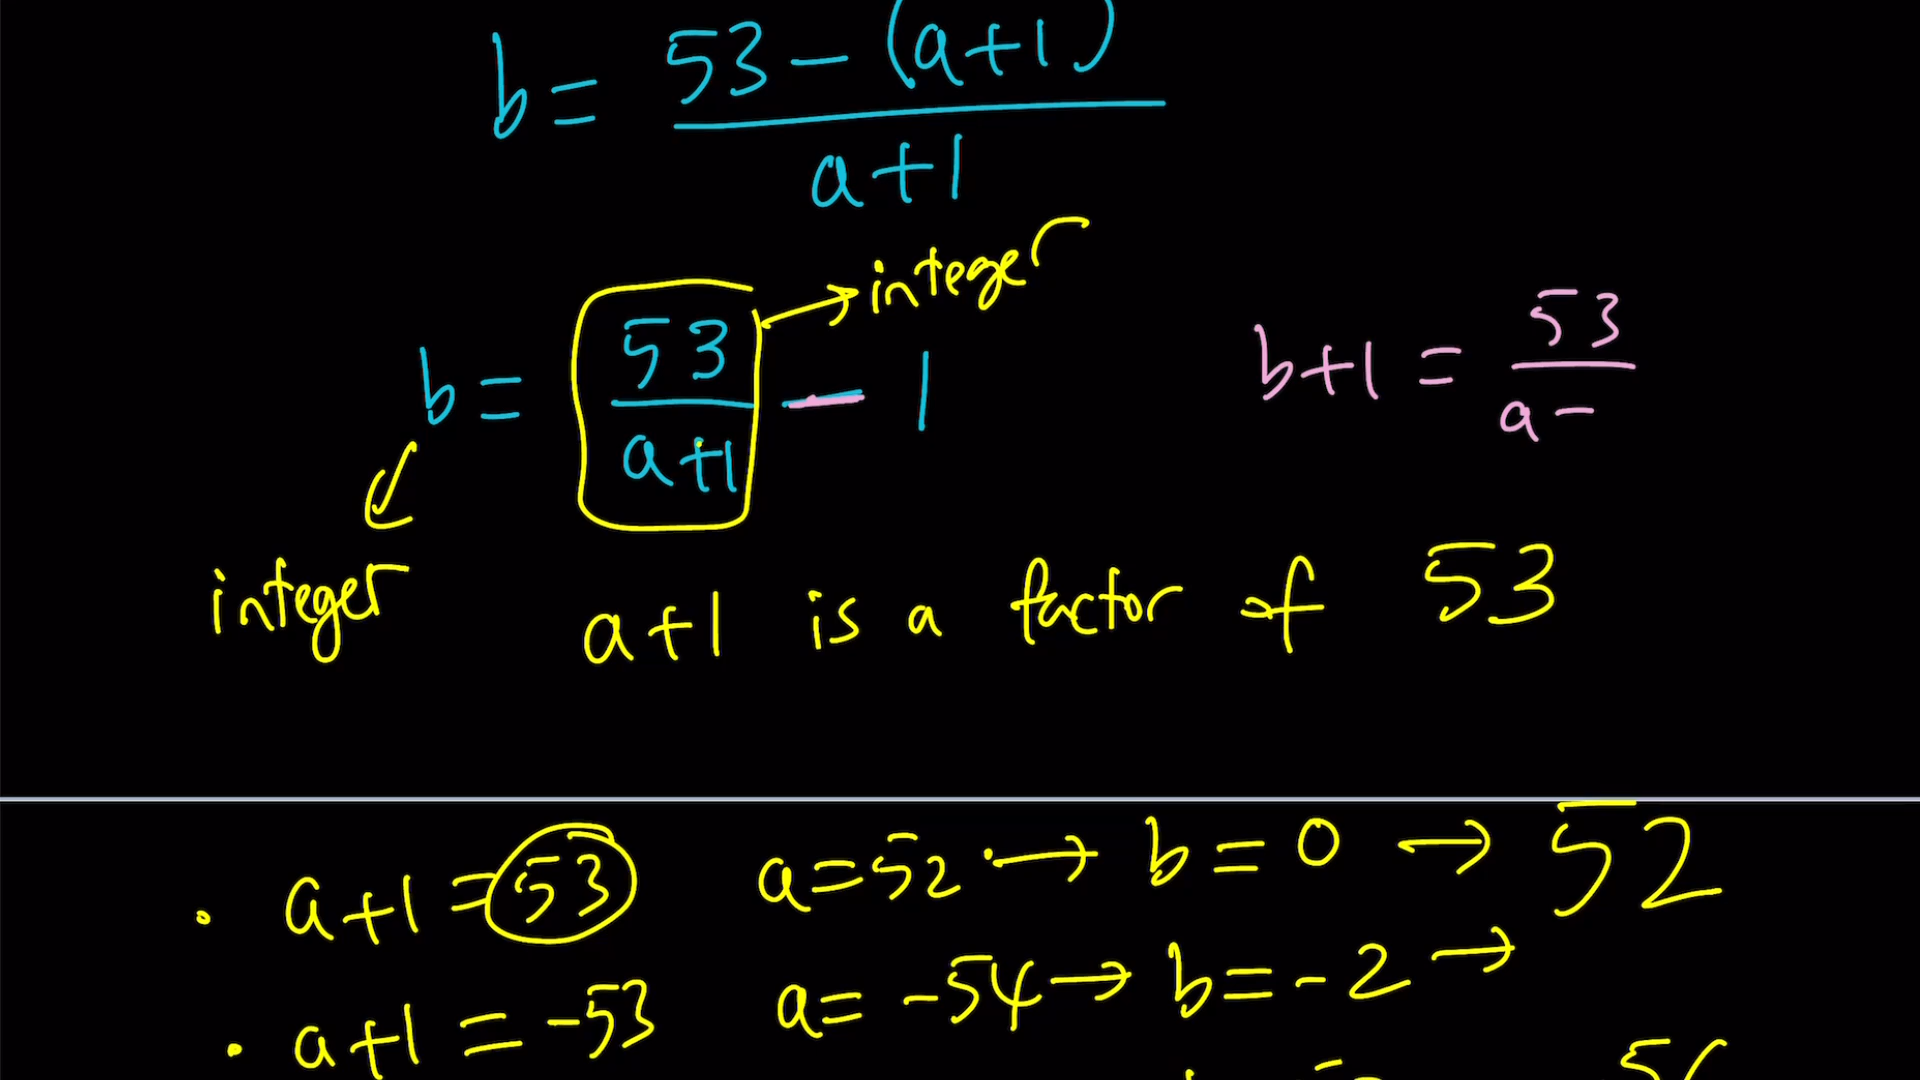 b = 53 - (a+1)
a+1
integer
b = 53 - 1
a+1
b+1 = 53
a -
integer
a+1 is a factor of 53
• a+1 = 53 a=52 • → b = 0 → 52
• a+1 = -53 a= -54 → b = -2 →